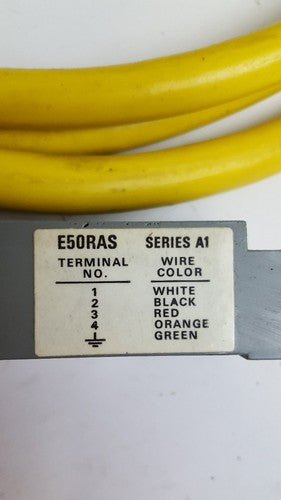 E50RAS SERIES A1
TERMINAL NO. WIRE COLOR
1 WHITE
2 BLACK
3 RED
4 ORANGE
⏚ GREEN